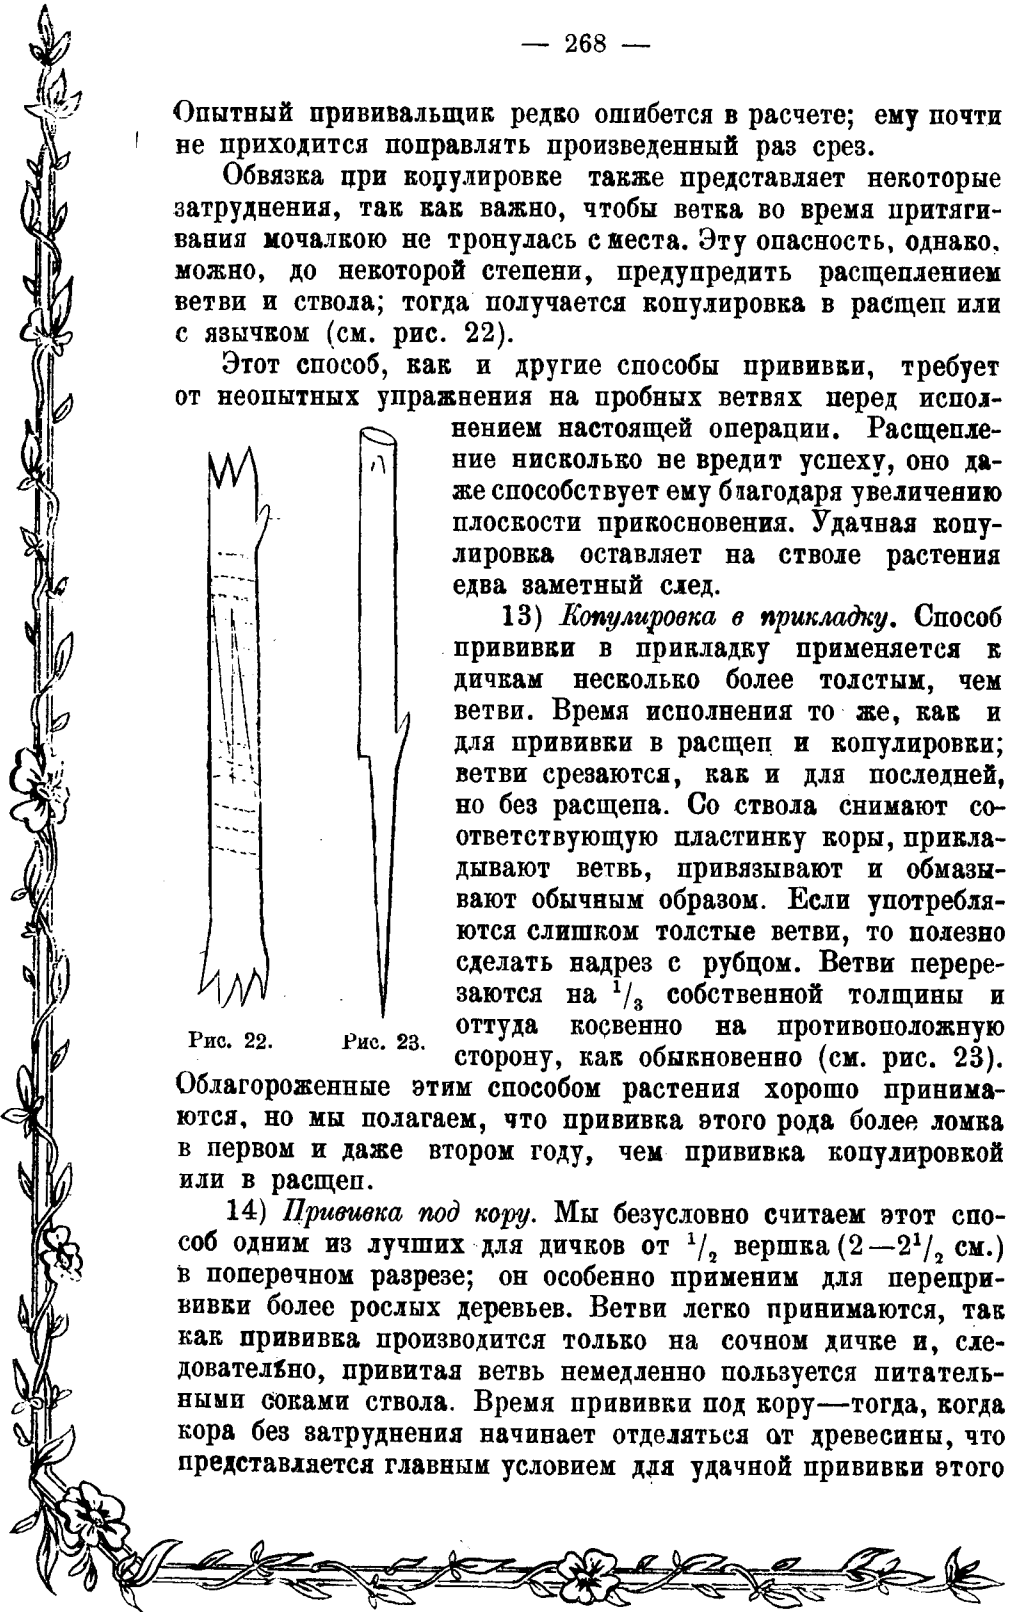 — 268 —
Опытный прививальщик редко ошибется в расчете; ему почти
не приходится поправлять произведенный раз срез.
Обвязка при копулировке также представляет некоторые
затруднения, так как важно, чтобы ветка во время притяги-
вания мочалкою не тронулась с места. Эту опасность, однако,
можно, до некоторой степени, предупредить расщеплением
ветви и ствола; тогда получается копулировка в расщеп или
с язычком (см. рис. 22).
Этот способ, как и другие способы прививки, требует
от неопытных упражнения на пробных ветвях перед испол-
нением настоящей операции. Расщепле-
ние нисколько не вредит успеху, оно да-
же способствует ему благодаря увеличению
плоскости прикосновения. Удачная копу-
лировка оставляет на стволе растения
едва заметный след.
13) Копулировка в прикладку. Способ
прививки в прикладку применяется к
дичкам несколько более толстым, чем
ветви. Время исполнения то же, как и
для прививки в расщеп и копулировки;
ветви срезаются, как и для последней,
но без расщепа. Со ствола снимают со-
ответствующую пластинку коры, прикла-
дывают ветвь, привязывают и обмазы-
вают обычным образом. Если употребля-
ются слишком толстые ветви, то полезно
сделать надрез с рубцом. Ветви перере-
заются на 1/3 собственной толщины и
оттуда косвенно на противоположную
сторону, как обыкновенно (см. рис. 23).
Рис. 22. Рис. 23.
Облагороженные этим способом растения хорошо принима-
ются, но мы полагаем, что прививка этого рода более ломка
в первом и даже втором году, чем прививка копулировкой
или в расщеп.
14) Прививка под кору. Мы безусловно считаем этот спо-
соб одним из лучших для дичков от 1/2 вершка (2—2 1/2 см.)
в поперечном разрезе; он особенно применим для перепри-
вивки более рослых деревьев. Ветви легко принимаются, так
как прививка производится только на сочном дичке и, сле-
довательно, привитая ветвь немедленно пользуется питатель-
ными соками ствола. Время прививки под кору—тогда, когда
кора без затруднения начинает отделяться от древесины, что
представляется главным условием для удачной прививки этого